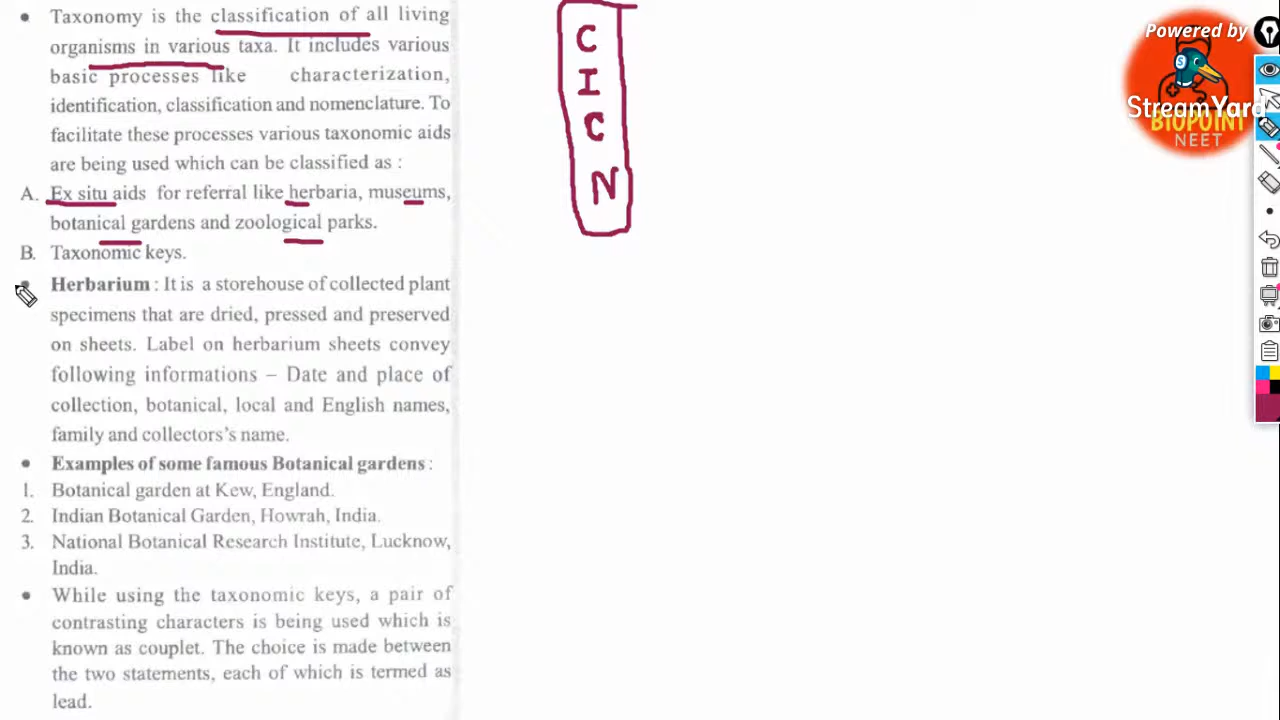 • Taxonomy is the classification of all living
organisms in various taxa. It includes various
basic processes like characterization,
identification, classification and nomenclature. To
facilitate these processes various taxonomic aids
are being used which can be classified as :
A. Ex situ aids for referral like herbaria, museums,
botanical gardens and zoological parks.
B. Taxonomic keys.
• Herbarium : It is a storehouse of collected plant
specimens that are dried, pressed and preserved
on sheets. Label on herbarium sheets convey
following informations – Date and place of
collection, botanical, local and English names,
family and collectors's name.
• Examples of some famous Botanical gardens :
1. Botanical garden at Kew, England.
2. Indian Botanical Garden, Howrah, India.
3. National Botanical Research Institute, Lucknow,
India.
• While using the taxonomic keys, a pair of
contrasting characters is being used which is
known as couplet. The choice is made between
the two statements, each of which is termed as
lead.
C
I
C
N
Powered by
StreamYard
BIOPOINT
NEET